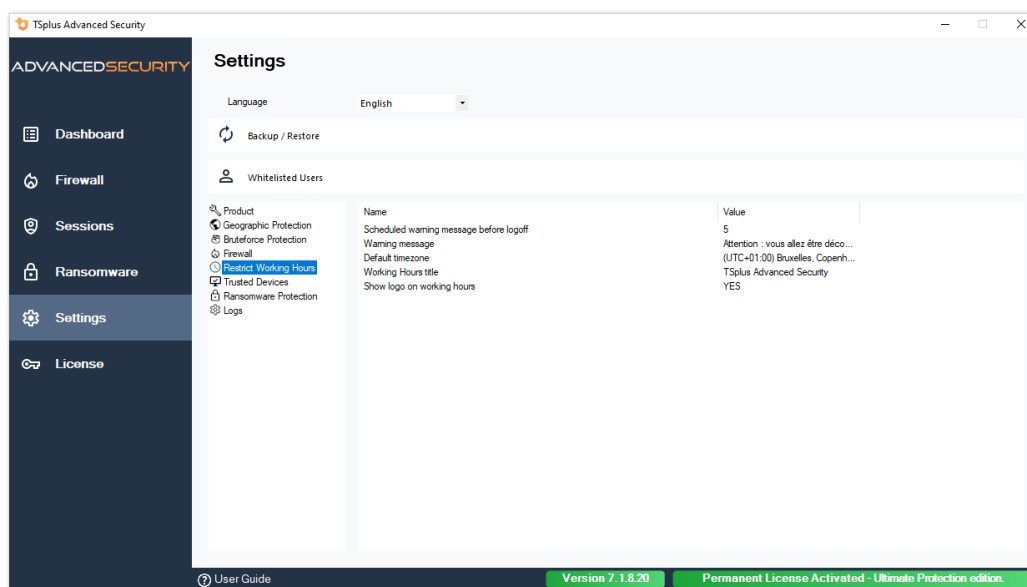 TSplus Advanced Security
ADVANCEDSECURITY
Dashboard
Firewall
Sessions
Ransomware
Settings
License
Settings
Language English
Backup / Restore
Whitelisted Users
Product
Geographic Protection
Bruteforce Protection
Firewall
Restrict Working Hours
Trusted Devices
Ransomware Protection
Logs
Name Value
Scheduled warning message before logoff 5
Warning message Attention : vous allez être déco...
Default timezone (UTC+01:00) Bruxelles, Copenh...
Working Hours title TSplus Advanced Security
Show logo on working hours YES
User Guide
Version 7.1.8.20
Permanent License Activated - Ultimate Protection edition.